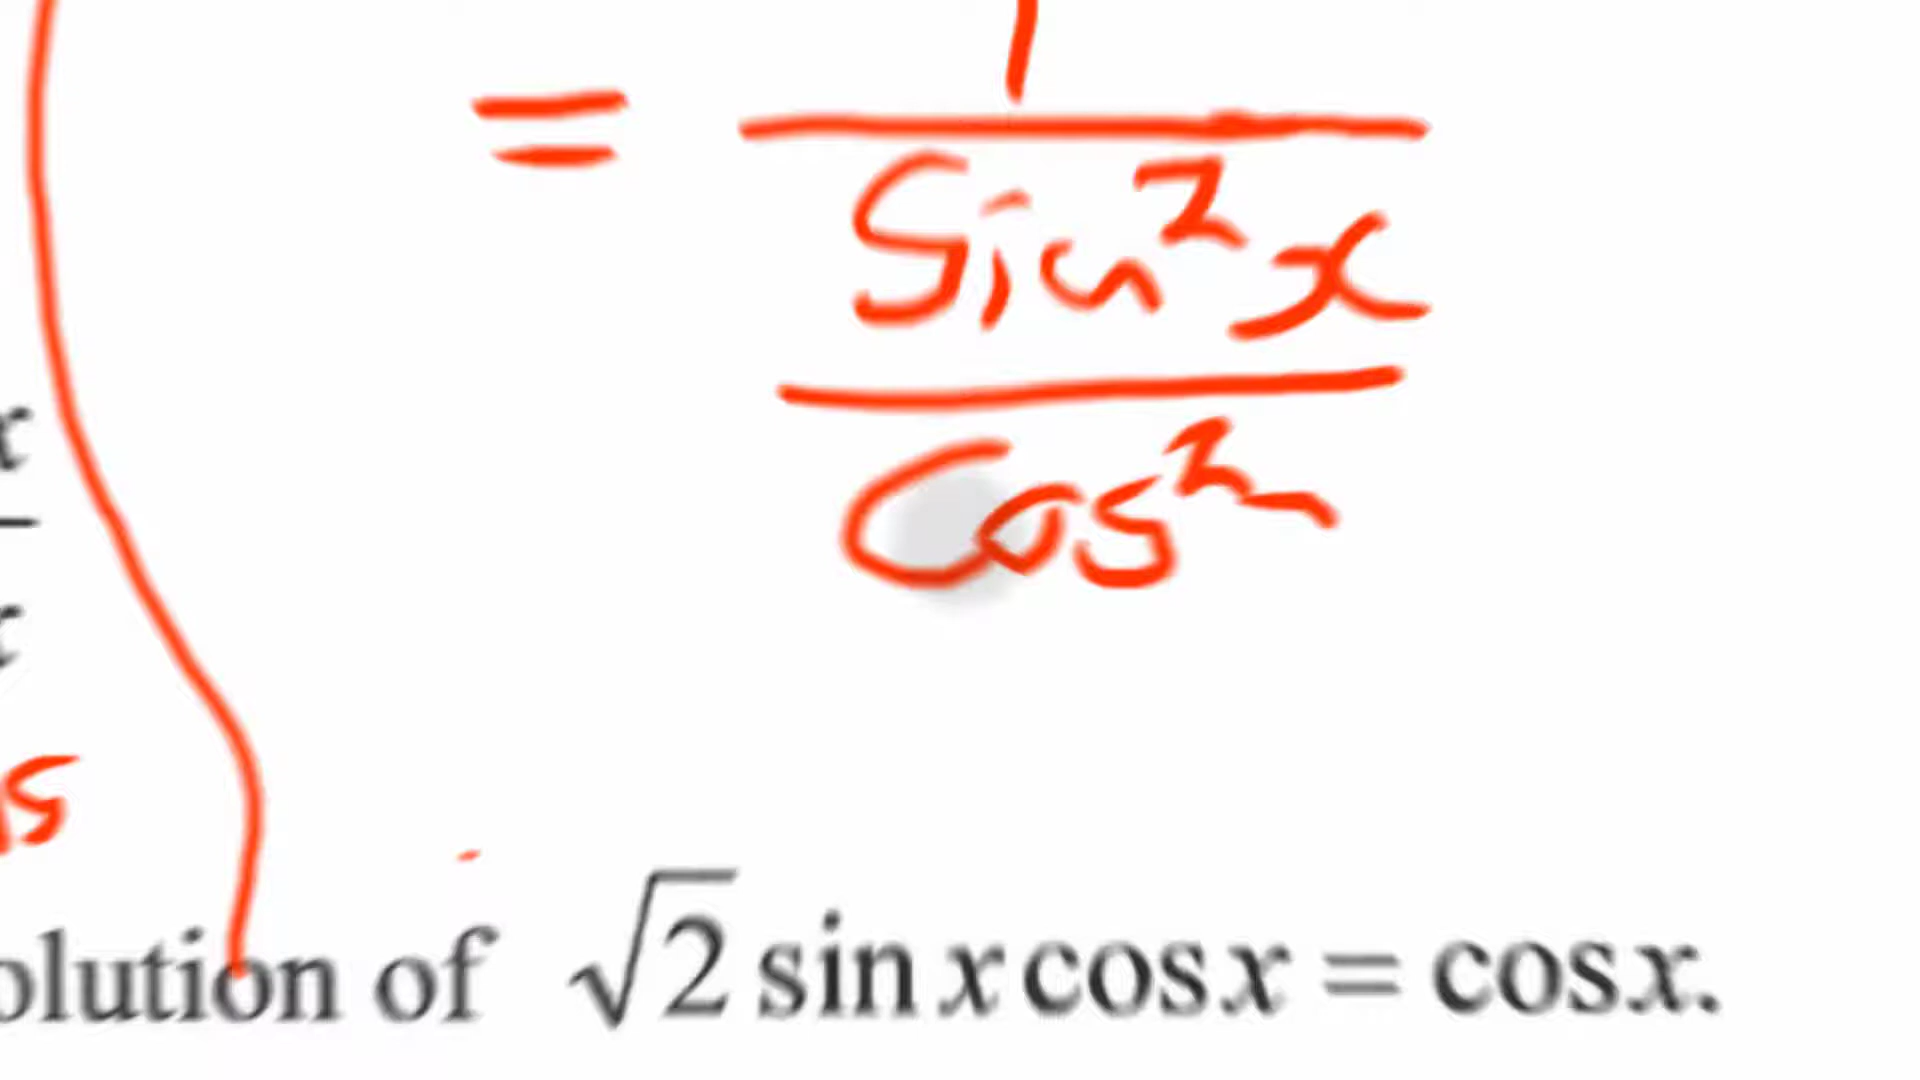 = 1
Sin²x
Cos²
x
x
s
olution of √2 sin x cos x = cos x.